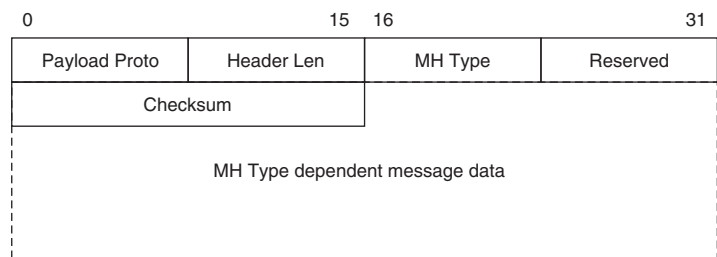 0 15 16 31
Payload Proto Header Len MH Type Reserved
Checksum
MH Type dependent message data